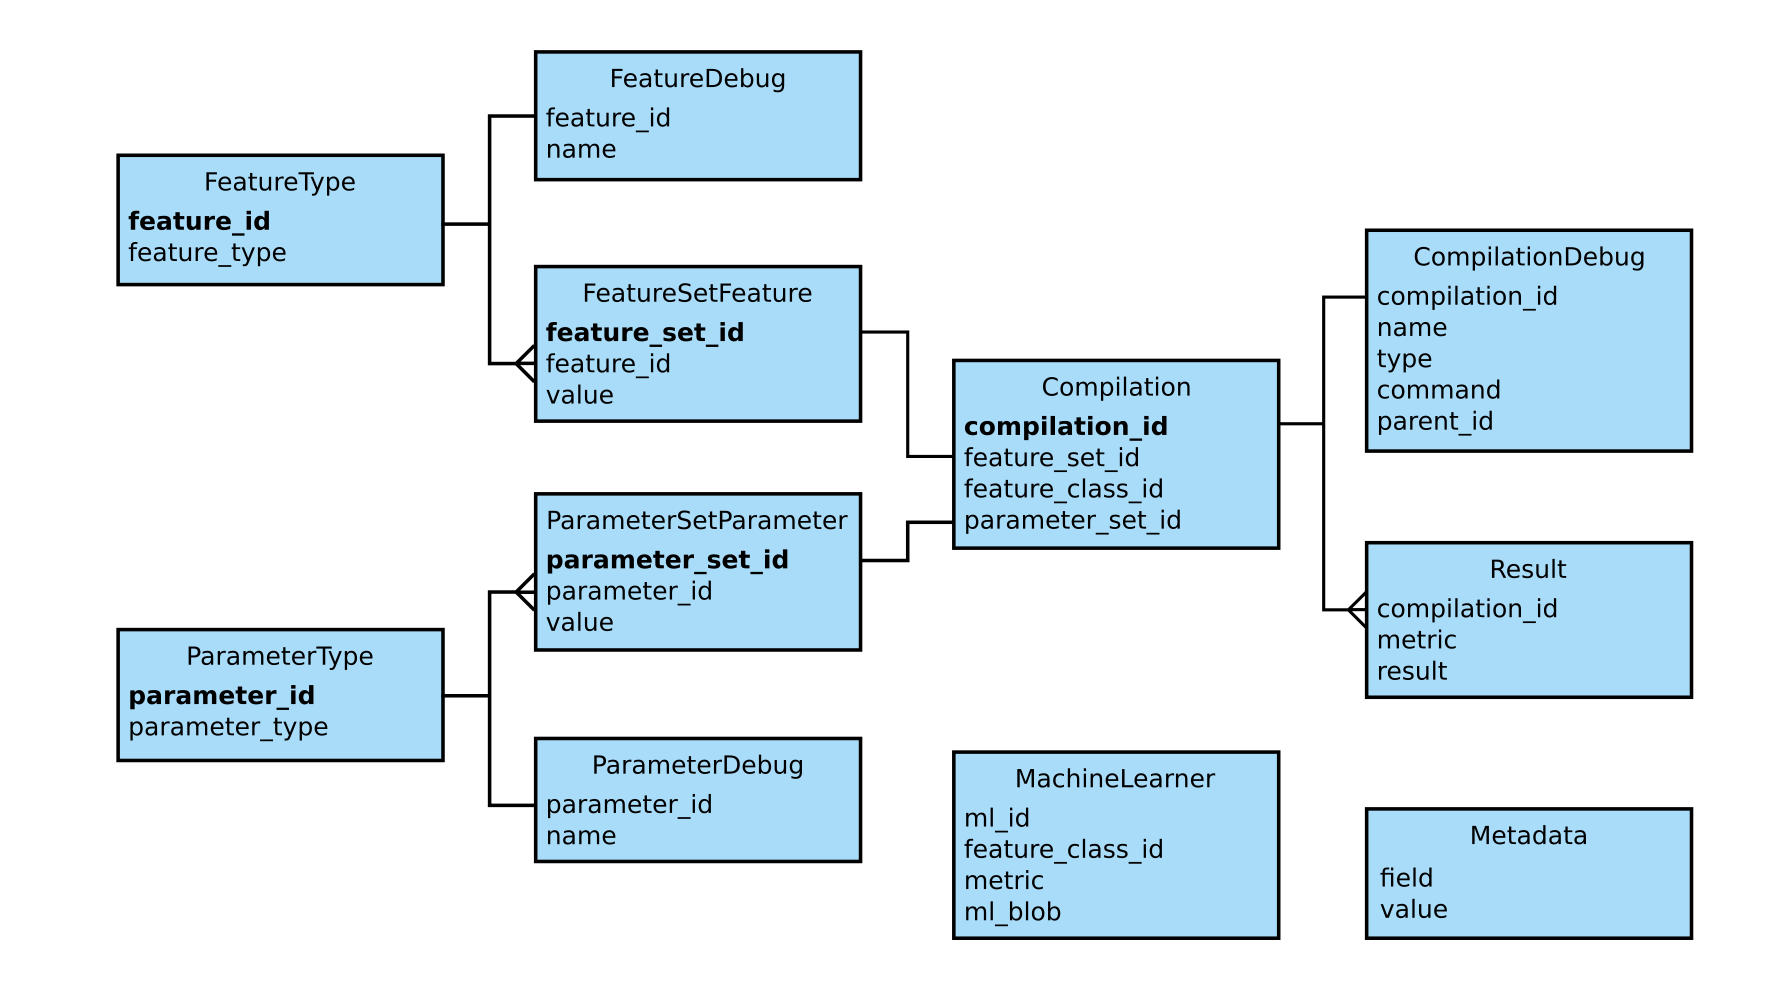 FeatureDebug
feature_id
name
FeatureType
feature_id
feature_type
FeatureSetFeature
feature_set_id
feature_id
value
CompilationDebug
compilation_id
name
type
command
parent_id
Compilation
compilation_id
feature_set_id
feature_class_id
parameter_set_id
ParameterSetParameter
parameter_set_id
parameter_id
value
Result
compilation_id
metric
result
ParameterType
parameter_id
parameter_type
ParameterDebug
parameter_id
name
MachineLearner
ml_id
feature_class_id
metric
ml_blob
Metadata
field
value